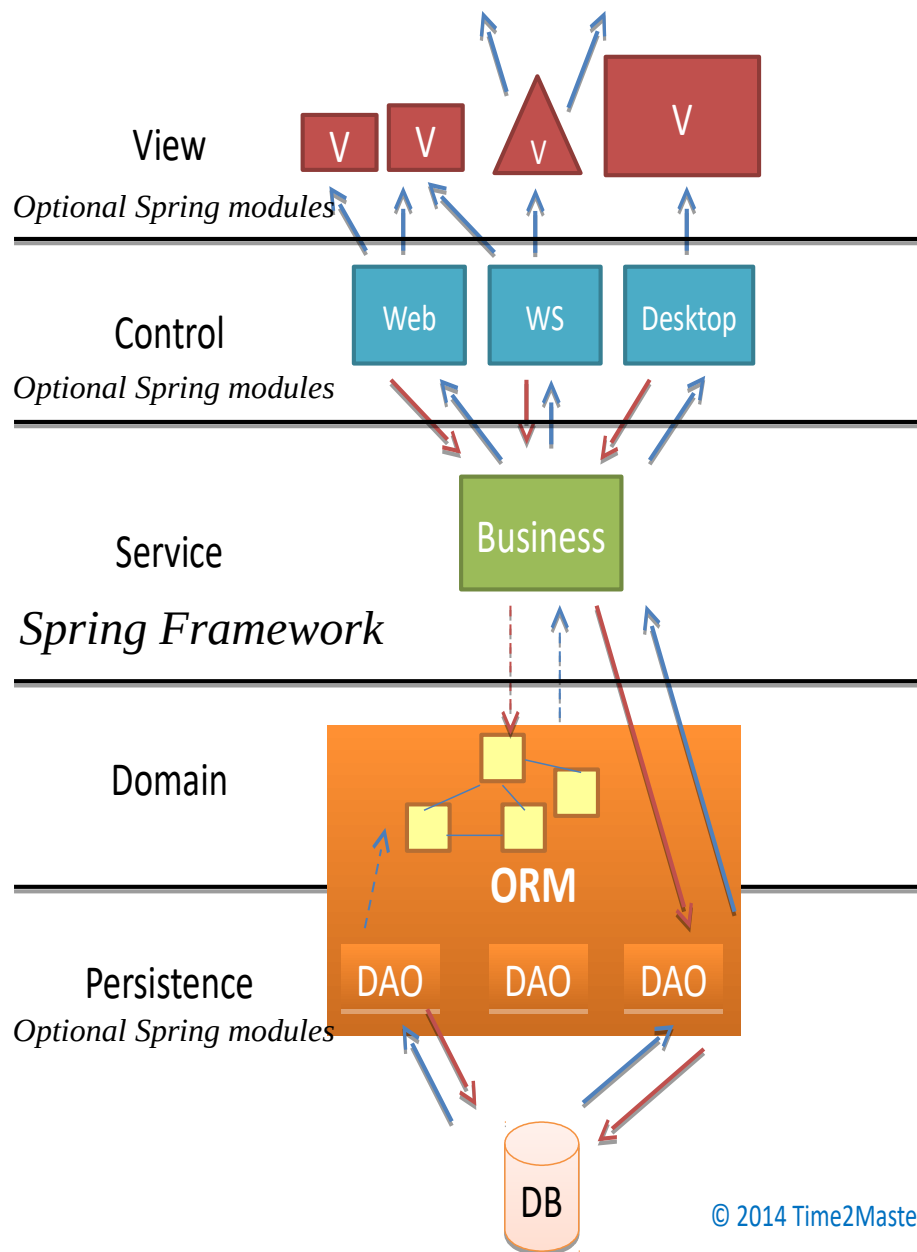 V
V
V
V
View
Optional Spring modules
Web
WS
Desktop
Control
Optional Spring modules
Business
Service
Spring Framework
Domain
ORM
DAO
DAO
DAO
Persistence
Optional Spring modules
DB
© 2014 Time2Maste